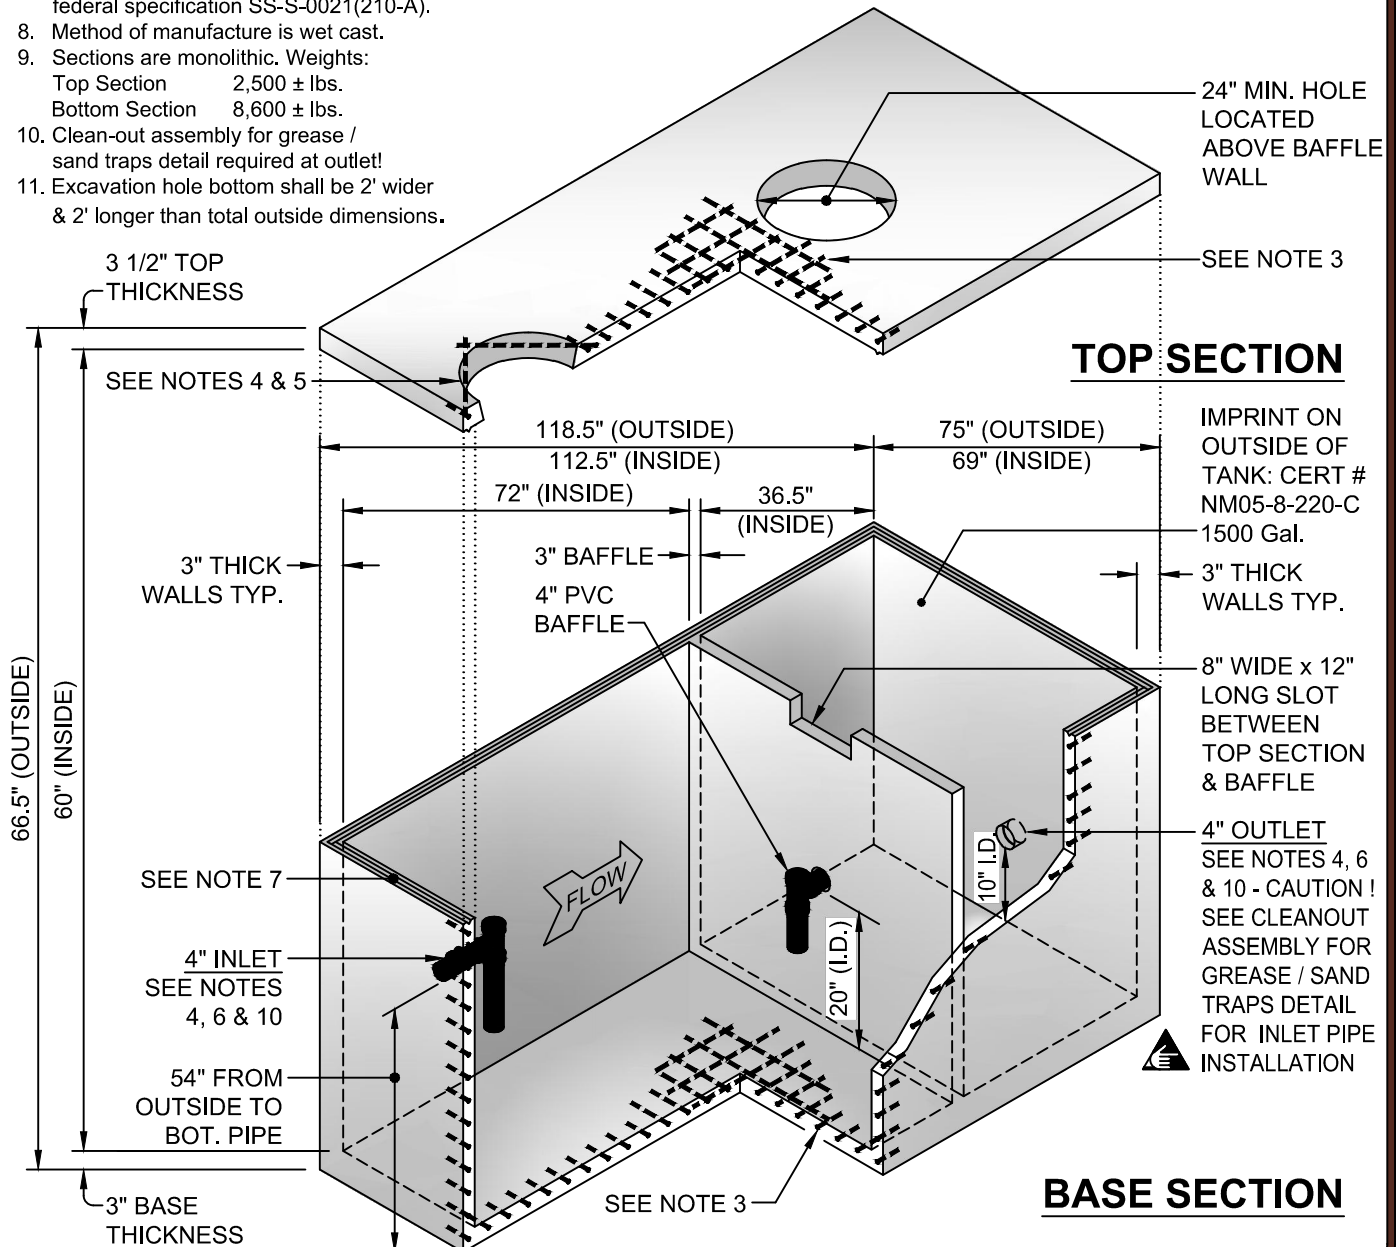 federal specification SS-S-0021(210-A).
8. Method of manufacture is wet cast.
9. Sections are monolithic. Weights:
Top Section 2,500 ± lbs.
Bottom Section 8,600 ± lbs.
10. Clean-out assembly for grease /
sand traps detail required at outlet!
11. Excavation hole bottom shall be 2' wider
& 2' longer than total outside dimensions.
24" MIN. HOLE
LOCATED
ABOVE BAFFLE
WALL
SEE NOTE 3
3 1/2" TOP
THICKNESS
SEE NOTES 4 & 5
TOP SECTION
118.5" (OUTSIDE)
112.5" (INSIDE)
75" (OUTSIDE)
69" (INSIDE)
72" (INSIDE)
36.5"
(INSIDE)
IMPRINT ON
OUTSIDE OF
TANK: CERT #
NM05-8-220-C
1500 Gal.
3" THICK
WALLS TYP.
3" BAFFLE
4" PVC
BAFFLE
3" THICK
WALLS TYP.
8" WIDE x 12"
LONG SLOT
BETWEEN
TOP SECTION
& BAFFLE
66.5" (OUTSIDE)
60" (INSIDE)
SEE NOTE 7
FLOW
10" I.D.
20" (I.D.)
4" OUTLET
SEE NOTES 4, 6
& 10 - CAUTION !
SEE CLEANOUT
ASSEMBLY FOR
GREASE / SAND
TRAPS DETAIL
FOR INLET PIPE
INSTALLATION
4" INLET
SEE NOTES
4, 6 & 10
54" FROM
OUTSIDE TO
BOT. PIPE
3" BASE
THICKNESS
SEE NOTE 3
BASE SECTION